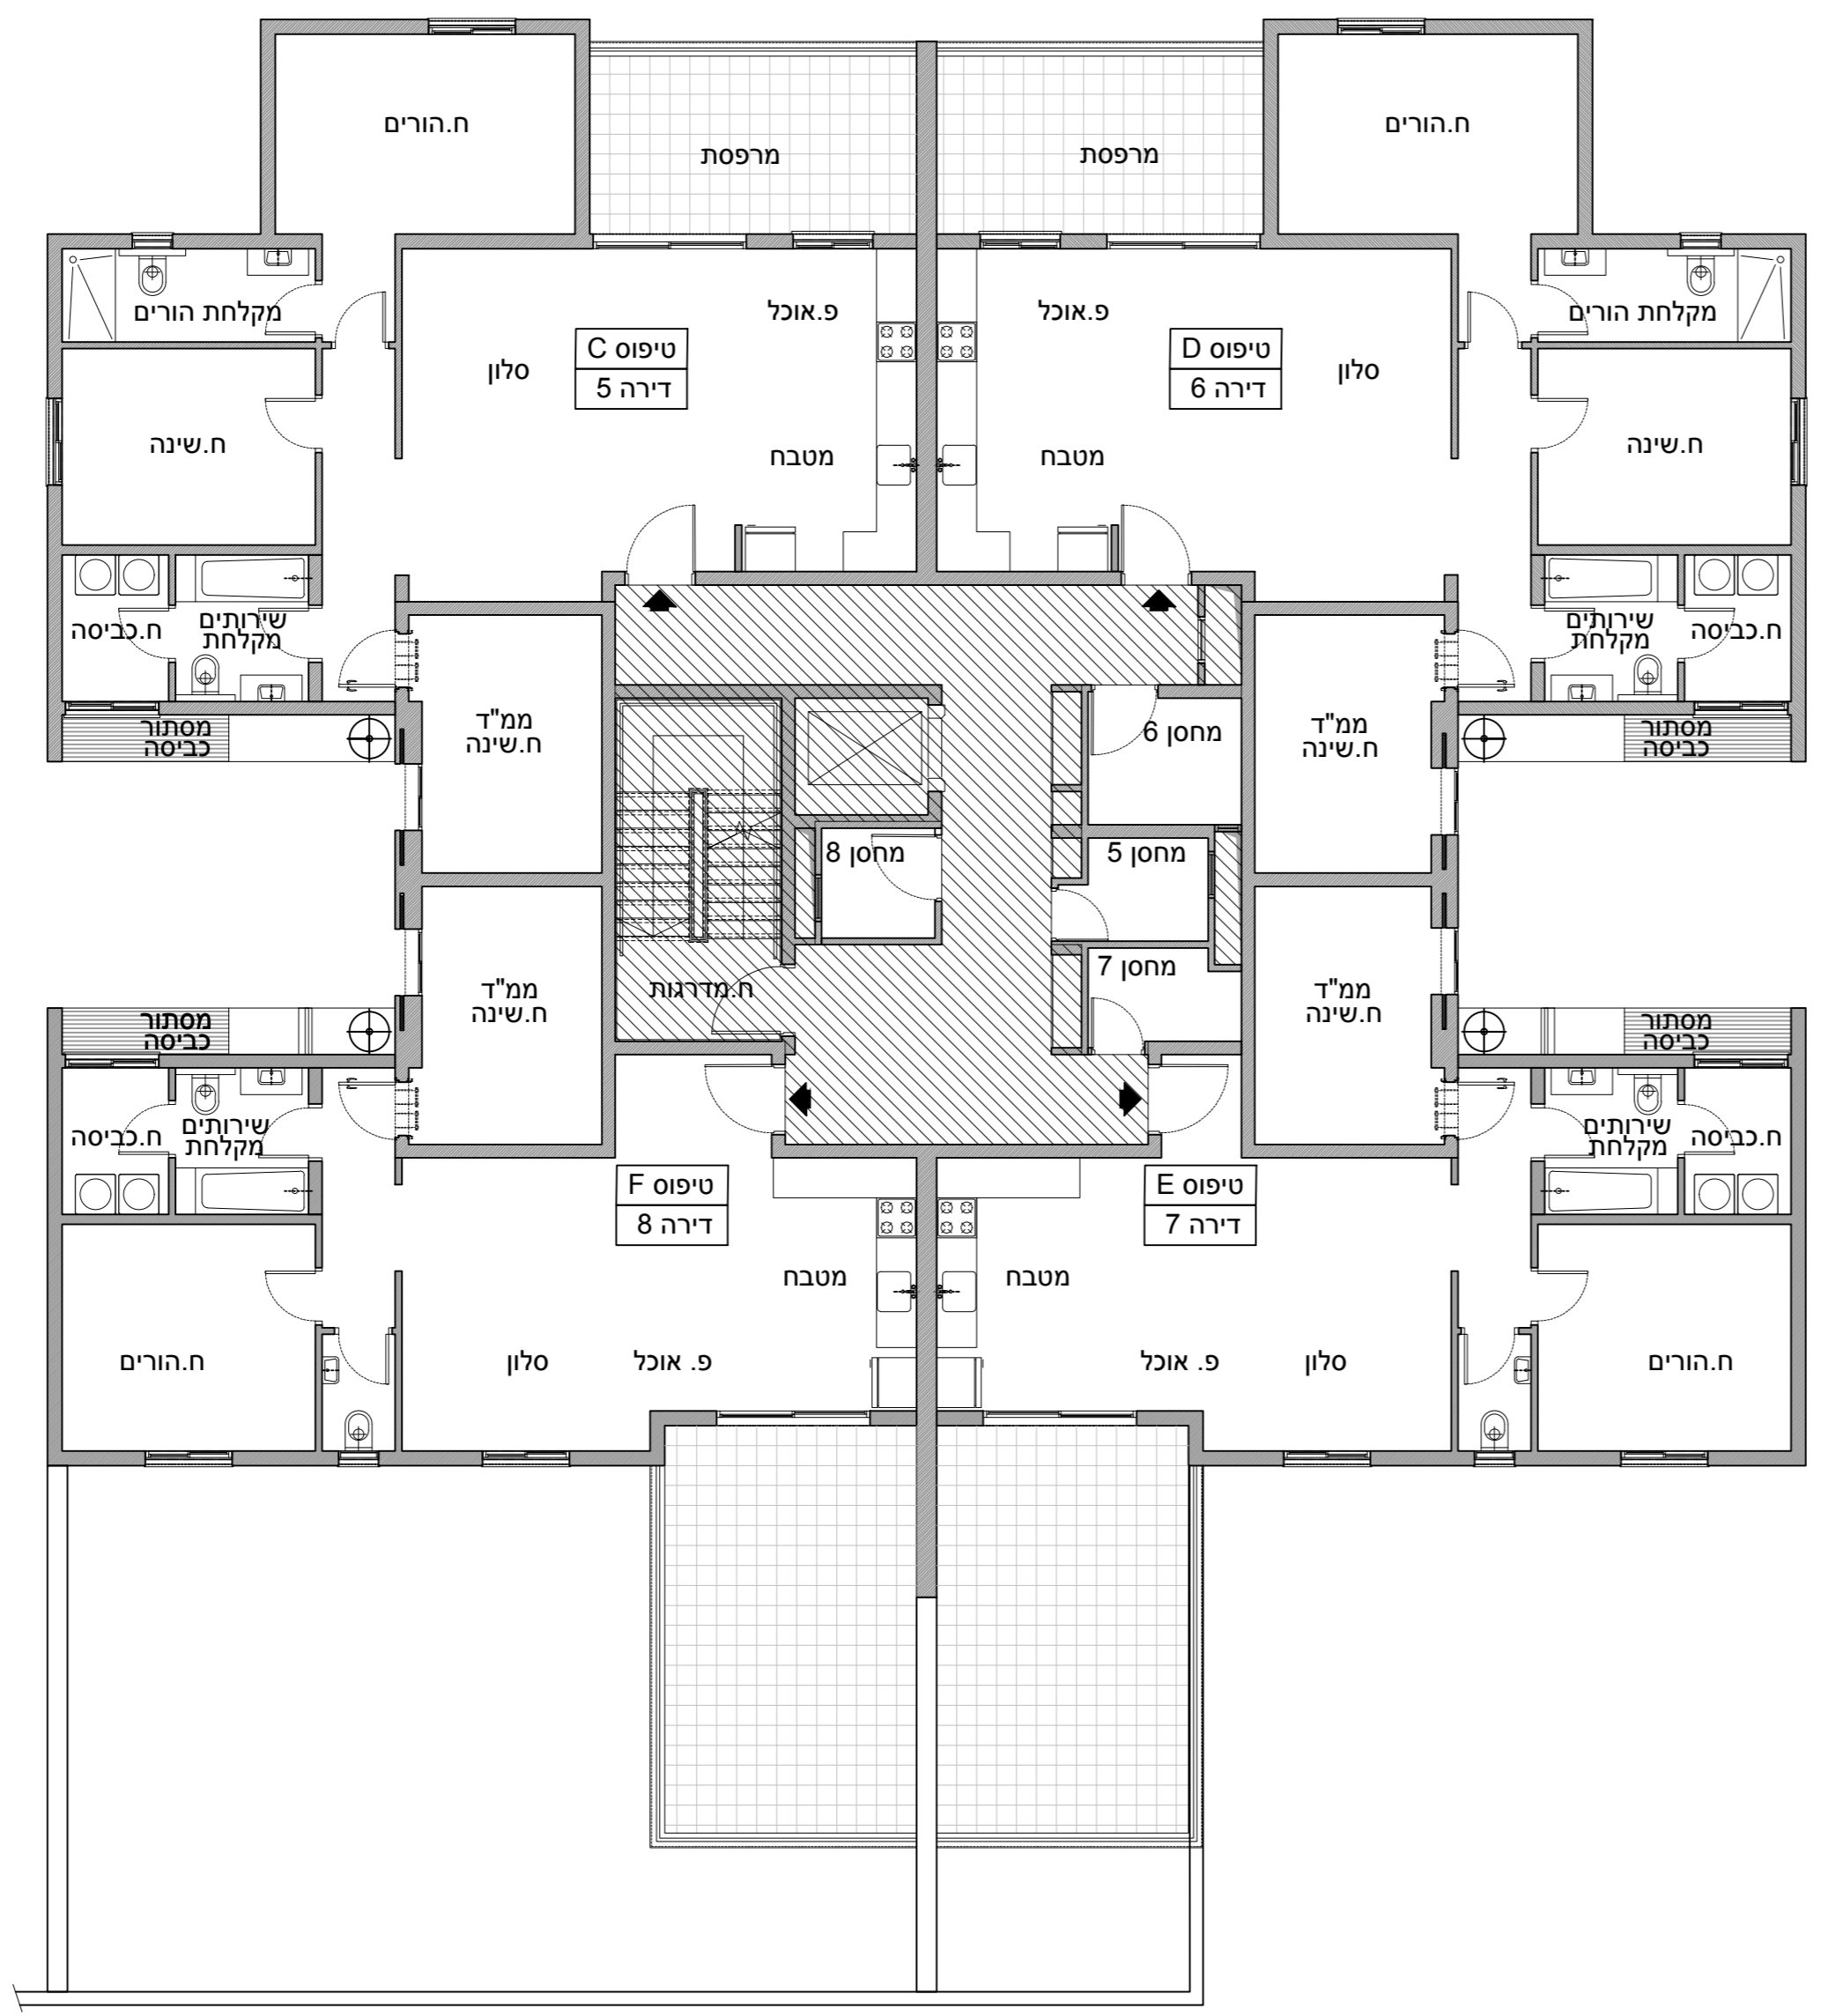 ח.הורים
ח.הורים
מרפסת
מרפסת
מקלחת הורים
פ.אוכל
פ.אוכל
מקלחת הורים
טיפוס C
דירה 5
טיפוס D
דירה 6
סלון
סלון
ח.שינה
מטבח
מטבח
ח.שינה
ח.כביסה
שירותים
מקלחת
שירותים
מקלחת
ח.כביסה
מסתור
כביסה
ממ"ד
ח.שינה
מחסן 6
ממ"ד
ח.שינה
מסתור
כביסה
מחסן 8
מחסן 5
מחסן 7
ח.מדרגות
ממ"ד
ח.שינה
ממ"ד
ח.שינה
מסתור
כביסה
מסתור
כביסה
ח.כביסה
שירותים
מקלחת
שירותים
מקלחת
ח.כביסה
טיפוס F
דירה 8
טיפוס E
דירה 7
מטבח
מטבח
ח.הורים
סלון
פ. אוכל
פ. אוכל
סלון
ח.הורים